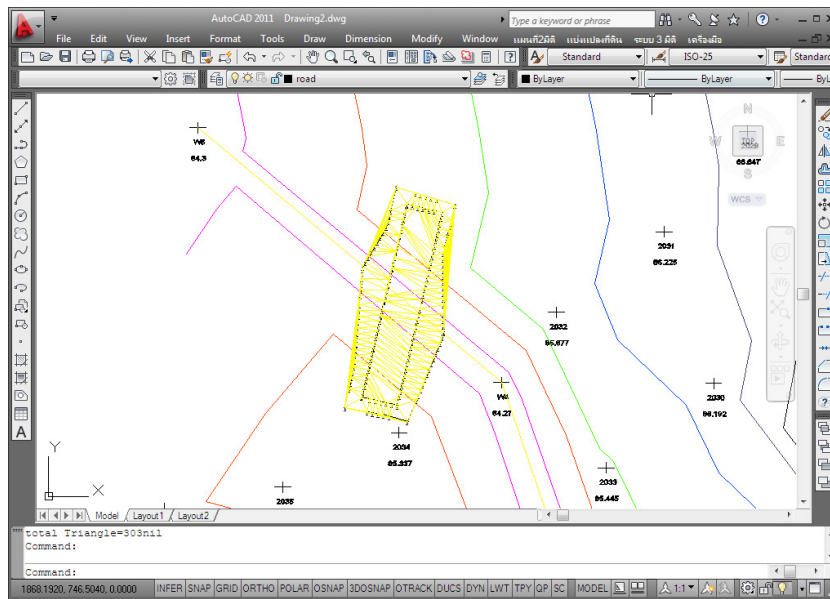 AutoCAD 2011 Drawing2.dwg
Type a keyword or phrase
File Edit View Insert Format Tools Draw Dimension Modify Window แผนที่2มิติ แบ่งแปลงที่ดิน ระบบ 3 มิติ เครื่องมือ
Standard ISO-25 Standard
road ByLayer ByLayer ByL
N
W6
64.3
W TOP E
65.647
S
WCS
2031
66.225
2032
65.677
W4
64.27
2030
66.192
2034
65.337
2033
65.445
2035
Y
X
Model Layout1 Layout2
total Triangle=303nil
Command:
Command:
1868.1920, 746.5040, 0.0000 INFER SNAP GRID ORTHO POLAR OSNAP 3DOSNAP OTRACK DUCS DYN LWT TPY QP SC MODEL 1:1